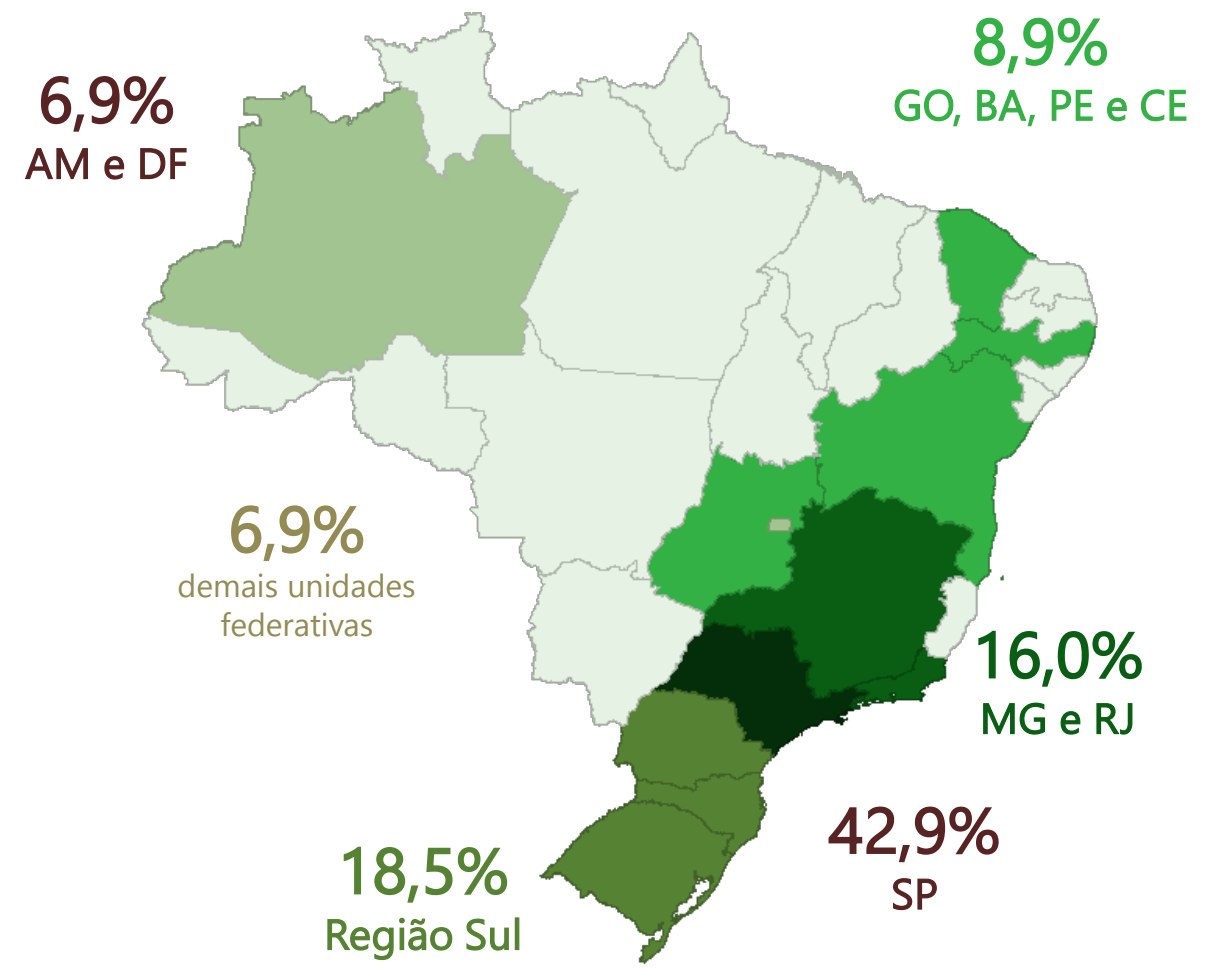 8,9%
GO, BA, PE e CE
6,9%
AM e DF
6,9%
demais unidades
federativas
16,0%
MG e RJ
42,9%
SP
18,5%
Região Sul